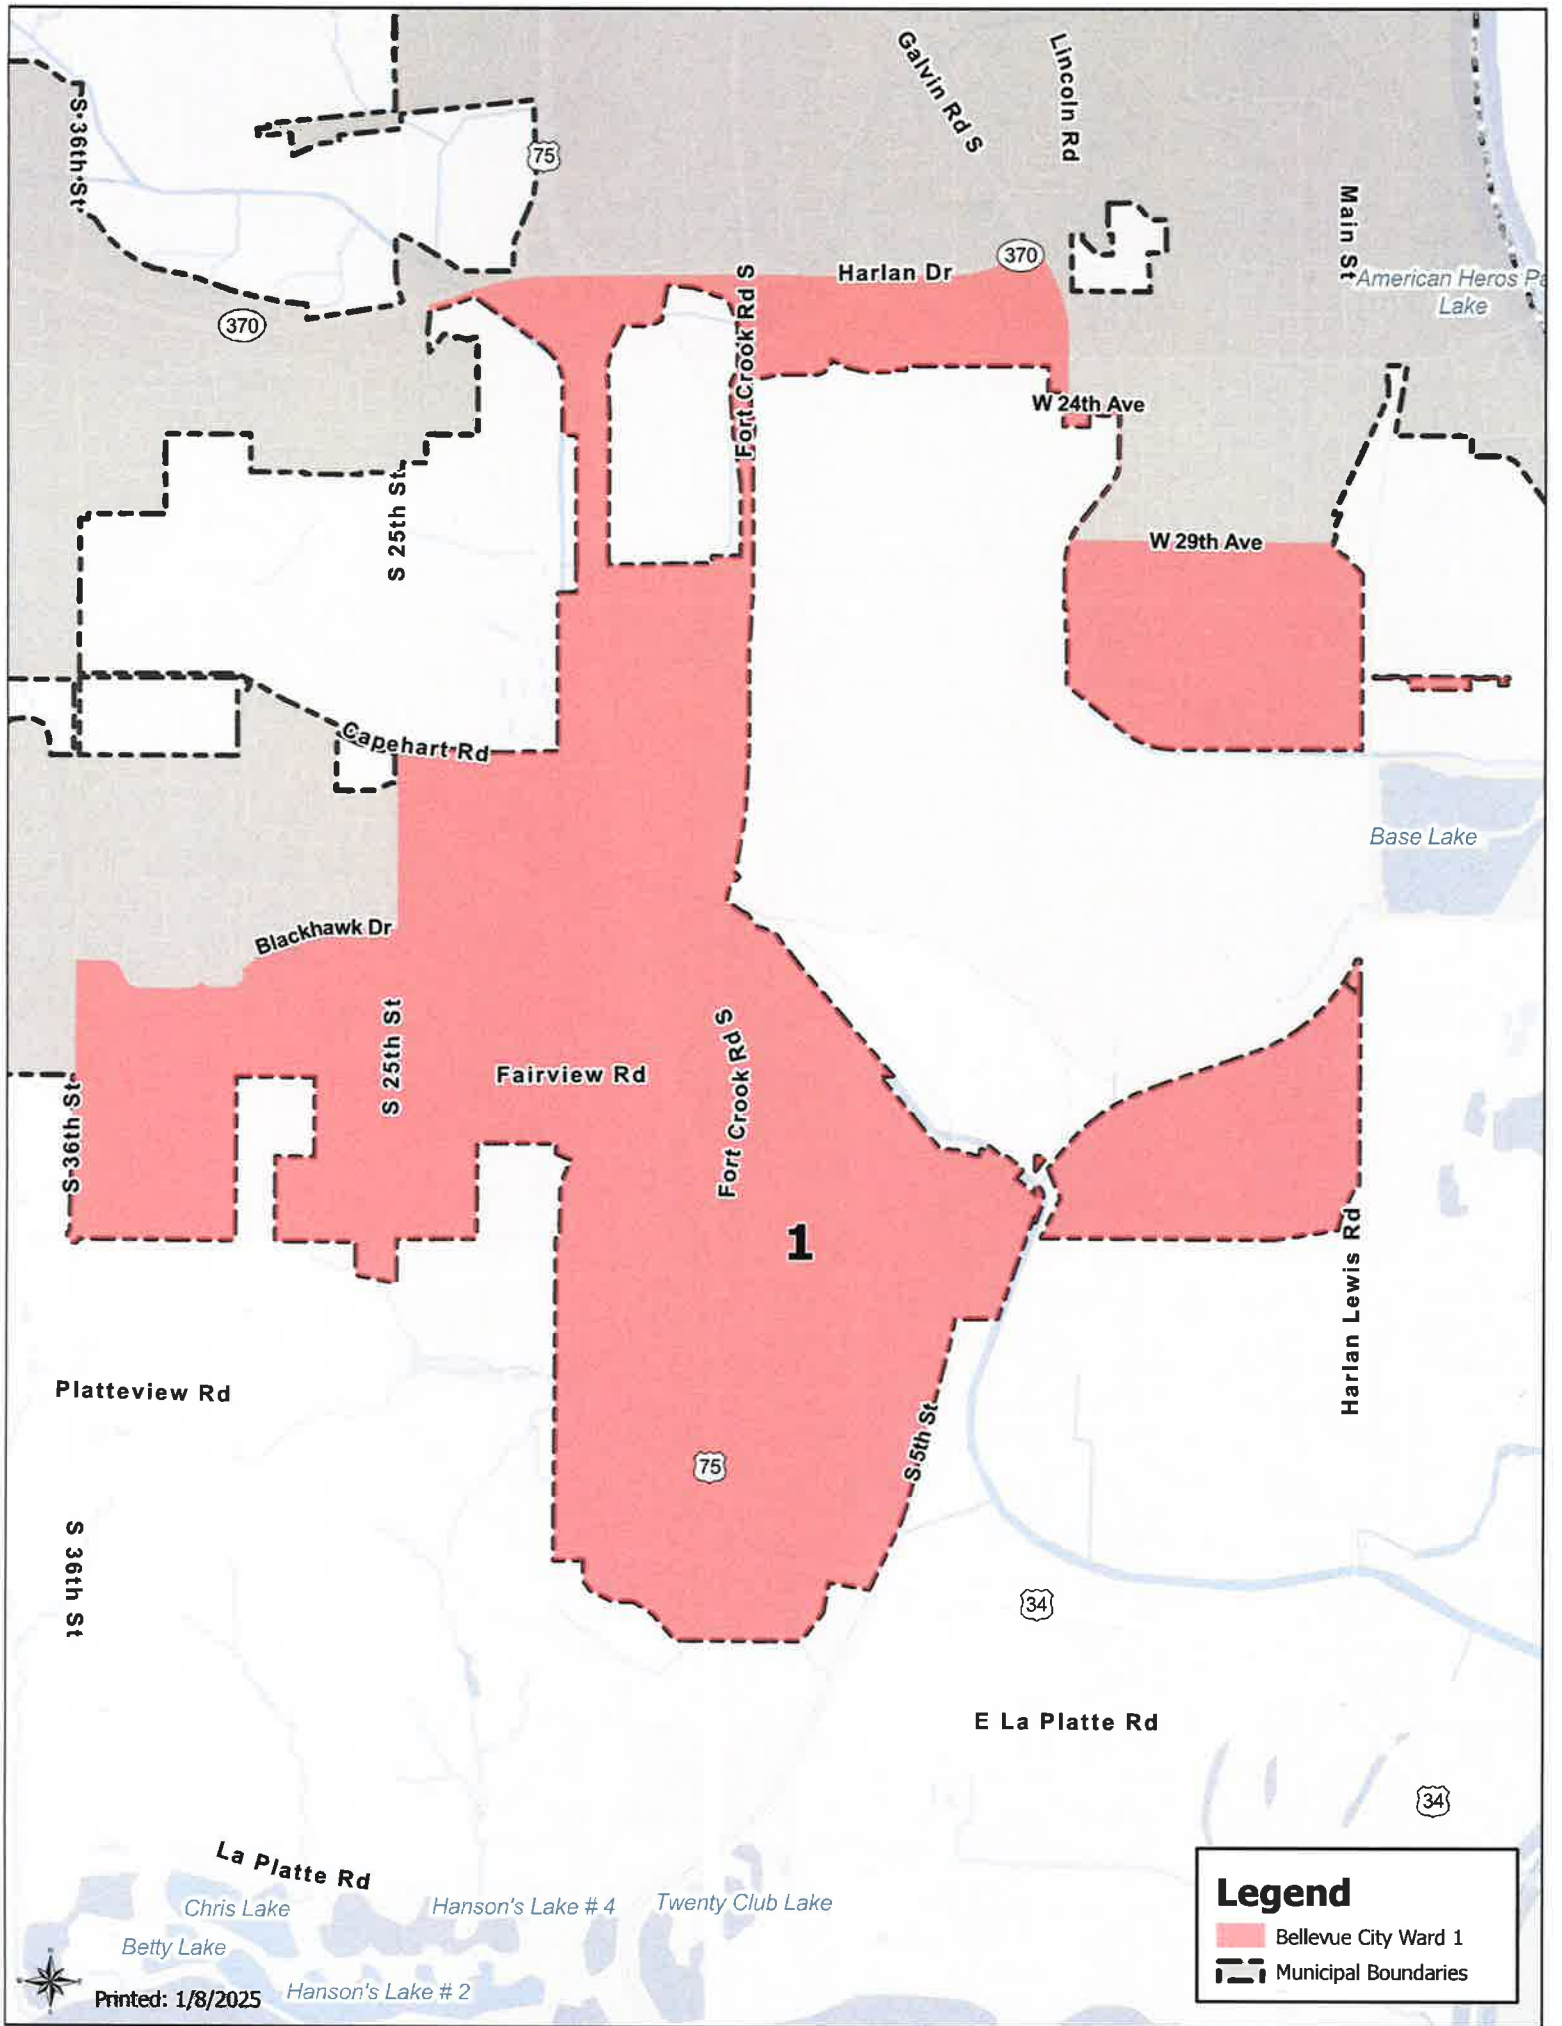 Galvin Rd S
Lincoln Rd
S 36th St
75
Main St
370
Harlan Dr
American Heros Pa
Lake
370
Fort Crook Rd S
W 24th Ave
S 25th St
W 29th Ave
Capehart Rd
Base Lake
Blackhawk Dr
S 25th St
Fort Crook Rd S
Fairview Rd
S 36th St
1
Harlan Lewis Rd
Platteview Rd
S 5th St
75
S 36th St
34
E La Platte Rd
34
La Platte Rd
Chris Lake
Hanson's Lake # 4
Twenty Club Lake
Betty Lake
Hanson's Lake # 2
Printed: 1/8/2025
Legend
Bellevue City Ward 1
Municipal Boundaries